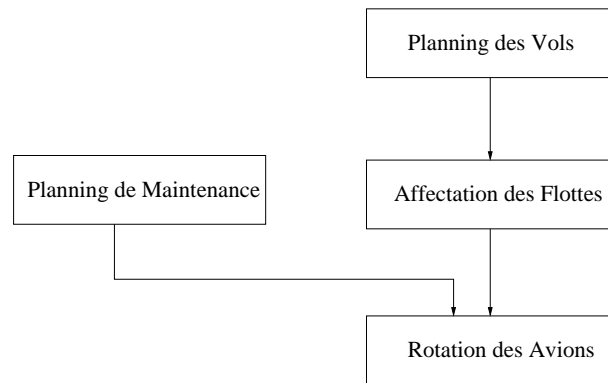 Planning des Vols
Planning de Maintenance
Affectation des Flottes
Rotation des Avions